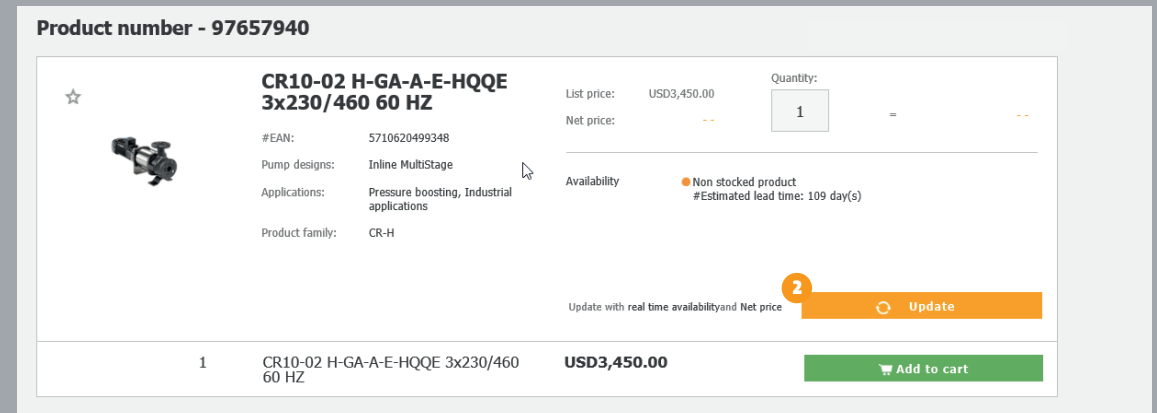 Product number - 97657940
CR10-02 H-GA-A-E-HQQE
3x230/460 60 HZ
#EAN: 5710620499348
Pump designs: Inline MultiStage
Applications: Pressure boosting, Industrial
applications
Product family: CR-H
List price: USD3,450.00
Net price: - -
Quantity:
1 = - -
Availability Non stocked product
#Estimated lead time: 109 day(s)
Update with real time availabilityand Net price
2
Update
1 CR10-02 H-GA-A-E-HQQE 3x230/460
60 HZ
USD3,450.00
Add to cart